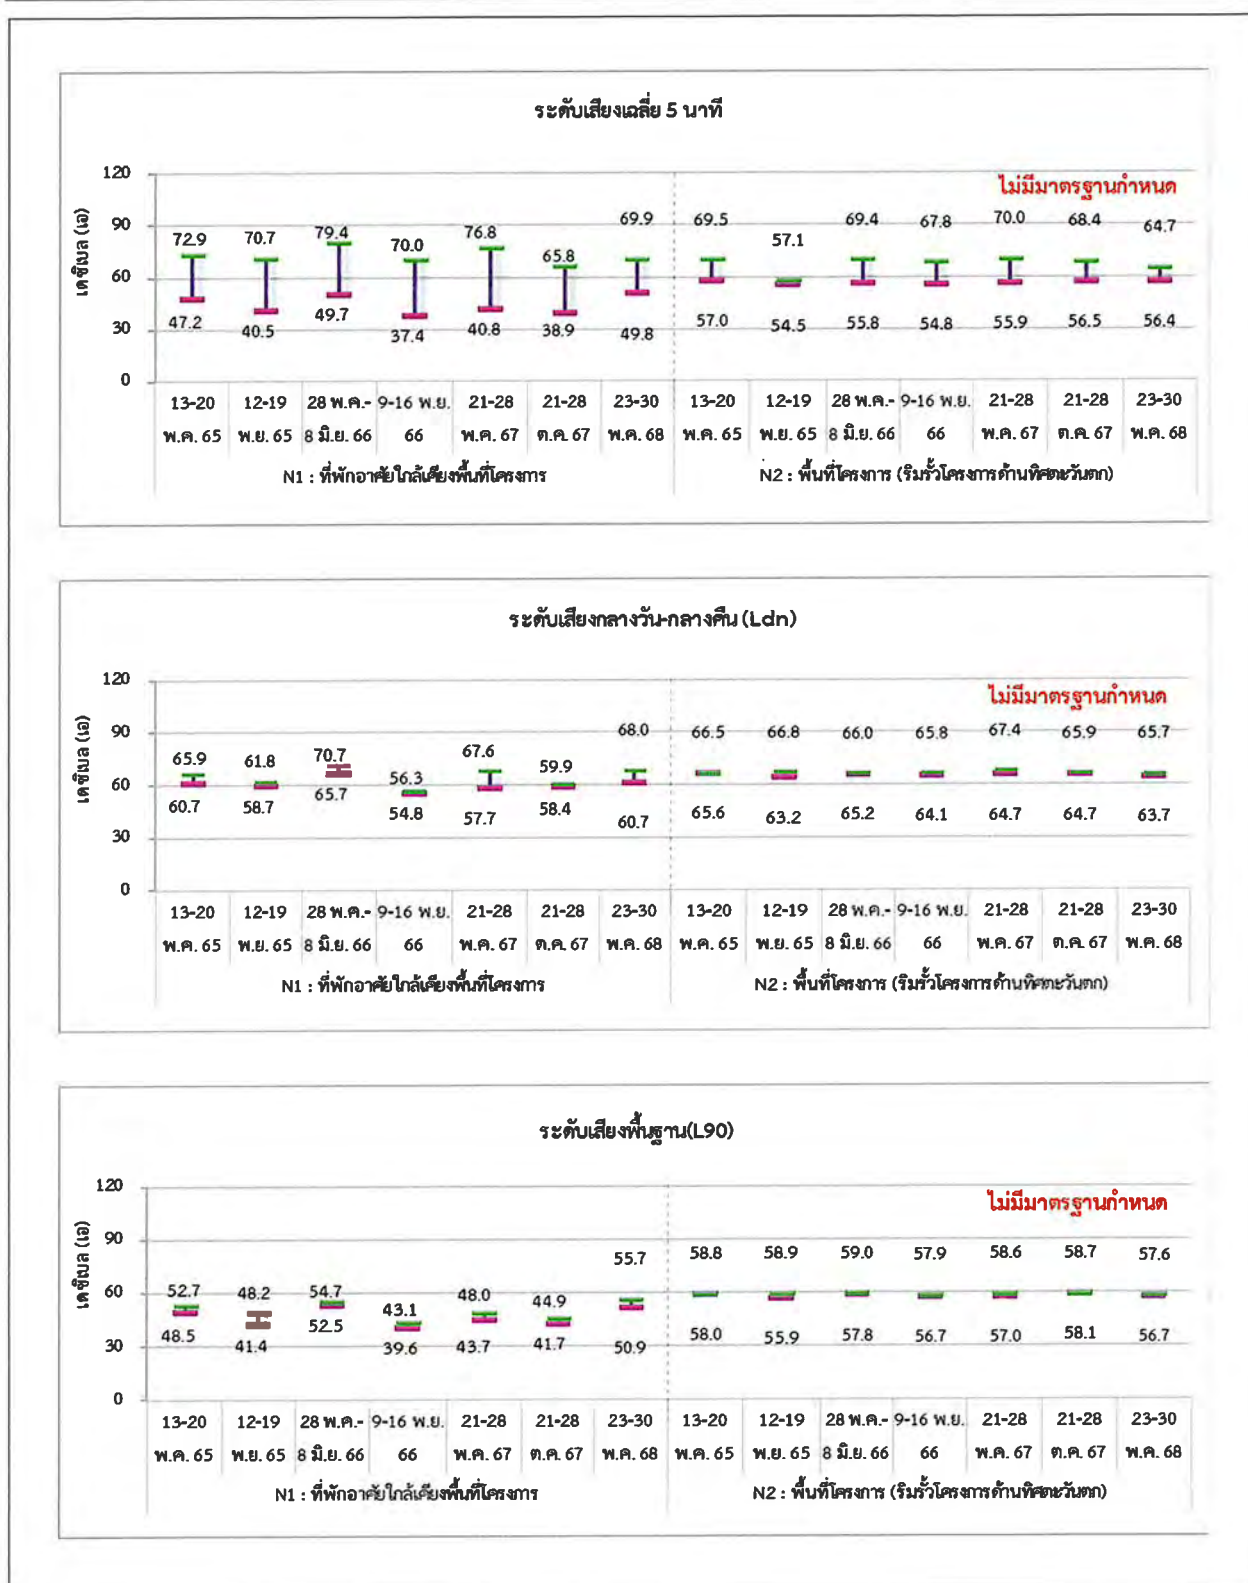 ระดับเสียงเฉลี่ย 5 นาที
ไม่มีมาตรฐานกำหนด
เดซิเบล (เอ)
120
90
60
30
0
72.9 70.7 79.4 70.0 76.8 65.8 69.9 69.5 57.1 69.4 67.8 70.0 68.4 64.7
47.2 40.5 49.7 37.4 40.8 38.9 49.8 57.0 54.5 55.8 54.8 55.9 56.5 56.4
13-20 12-19 28 พ.ค.- 9-16 พ.ย. 21-28 21-28 23-30 13-20 12-19 28 พ.ค.- 9-16 พ.ย. 21-28 21-28 23-30
พ.ค. 65 พ.ย. 65 8 มิ.ย. 66 66 พ.ค. 67 ต.ค. 67 พ.ค. 68 พ.ค. 65 พ.ย. 65 8 มิ.ย. 66 66 พ.ค. 67 ต.ค. 67 พ.ค. 68
N1 : ที่พักอาศัยใกล้เคียงพื้นที่โครงการ N2 : พื้นที่โครงการ (ริมรั้วโครงการด้านทิศตะวันตก)
ระดับเสียงกลางวัน-กลางคืน (Ldn)
ไม่มีมาตรฐานกำหนด
เดซิเบล (เอ)
120
90
60
30
0
65.9 61.8 70.7 56.3 67.6 59.9 68.0 66.5 66.8 66.0 65.8 67.4 65.9 65.7
60.7 58.7 65.7 54.8 57.7 58.4 60.7 65.6 63.2 65.2 64.1 64.7 64.7 63.7
13-20 12-19 28 พ.ค.- 9-16 พ.ย. 21-28 21-28 23-30 13-20 12-19 28 พ.ค.- 9-16 พ.ย. 21-28 21-28 23-30
พ.ค. 65 พ.ย. 65 8 มิ.ย. 66 66 พ.ค. 67 ต.ค. 67 พ.ค. 68 พ.ค. 65 พ.ย. 65 8 มิ.ย. 66 66 พ.ค. 67 ต.ค. 67 พ.ค. 68
N1 : ที่พักอาศัยใกล้เคียงพื้นที่โครงการ N2 : พื้นที่โครงการ (ริมรั้วโครงการด้านทิศตะวันตก)
ระดับเสียงพื้นฐาน(L90)
ไม่มีมาตรฐานกำหนด
เดซิเบล (เอ)
120
90
60
30
0
52.7 48.2 54.7 43.1 48.0 44.9 55.7 58.8 58.9 59.0 57.9 58.6 58.7 57.6
48.5 41.4 52.5 39.6 43.7 41.7 50.9 58.0 55.9 57.8 56.7 57.0 58.1 56.7
13-20 12-19 28 พ.ค.- 9-16 พ.ย. 21-28 21-28 23-30 13-20 12-19 28 พ.ค.- 9-16 พ.ย. 21-28 21-28 23-30
พ.ค. 65 พ.ย. 65 8 มิ.ย. 66 66 พ.ค. 67 ต.ค. 67 พ.ค. 68 พ.ค. 65 พ.ย. 65 8 มิ.ย. 66 66 พ.ค. 67 ต.ค. 67 พ.ค. 68
N1 : ที่พักอาศัยใกล้เคียงพื้นที่โครงการ N2 : พื้นที่โครงการ (ริมรั้วโครงการด้านทิศตะวันตก)